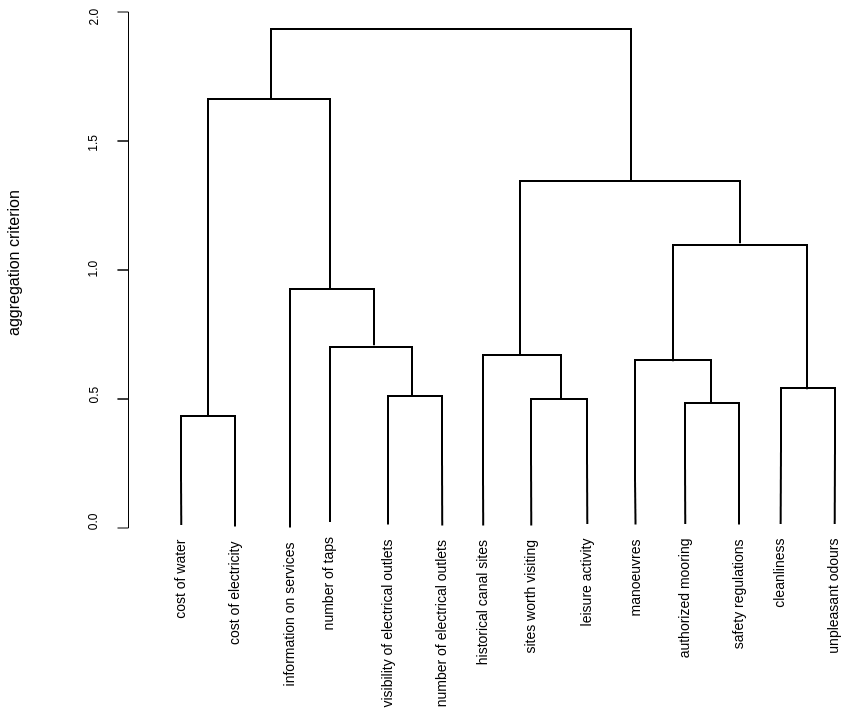 aggregation criterion
2.0
1.5
1.0
0.5
0.0
cost of water
cost of electricity
information on services
number of taps
visibility of electrical outlets
number of electrical outlets
historical canal sites
sites worth visiting
leisure activity
manoeuvres
authorized mooring
safety regulations
cleanliness
unpleasant odours